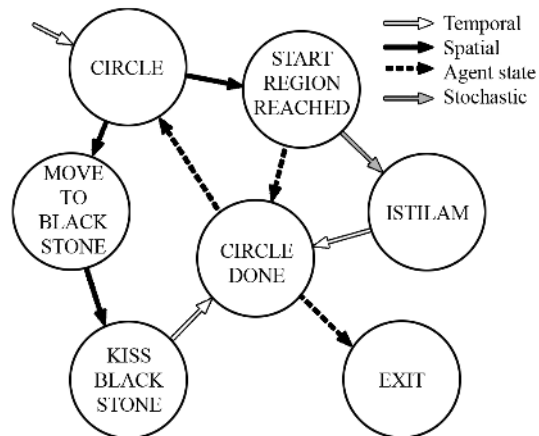 Temporal
Spatial
Agent state
Stochastic
CIRCLE
START
REGION
REACHED
MOVE
TO
BLACK
STONE
ISTILAM
CIRCLE
DONE
KISS
BLACK
STONE
EXIT